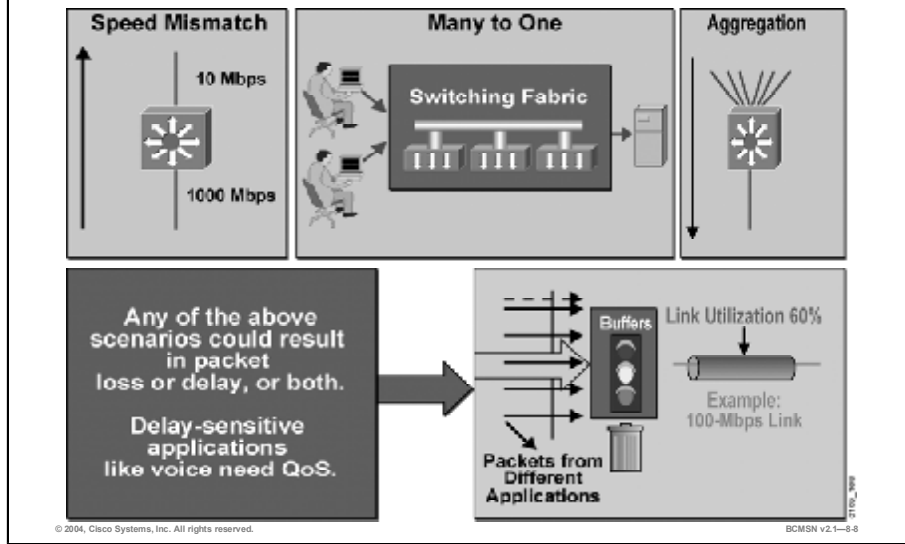 Speed Mismatch
10 Mbps
1000 Mbps
Many to One
Switching Fabric
Aggregation
Any of the above
scenarios could result
in packet
loss or delay, or both.
Delay-sensitive
applications
like voice need QoS.
Buffers
Link Utilization 60%
Example:
100-Mbps Link
Packets from
Different
Applications
© 2004, Cisco Systems, Inc. All rights reserved.
BCMSN v2.1—8-8